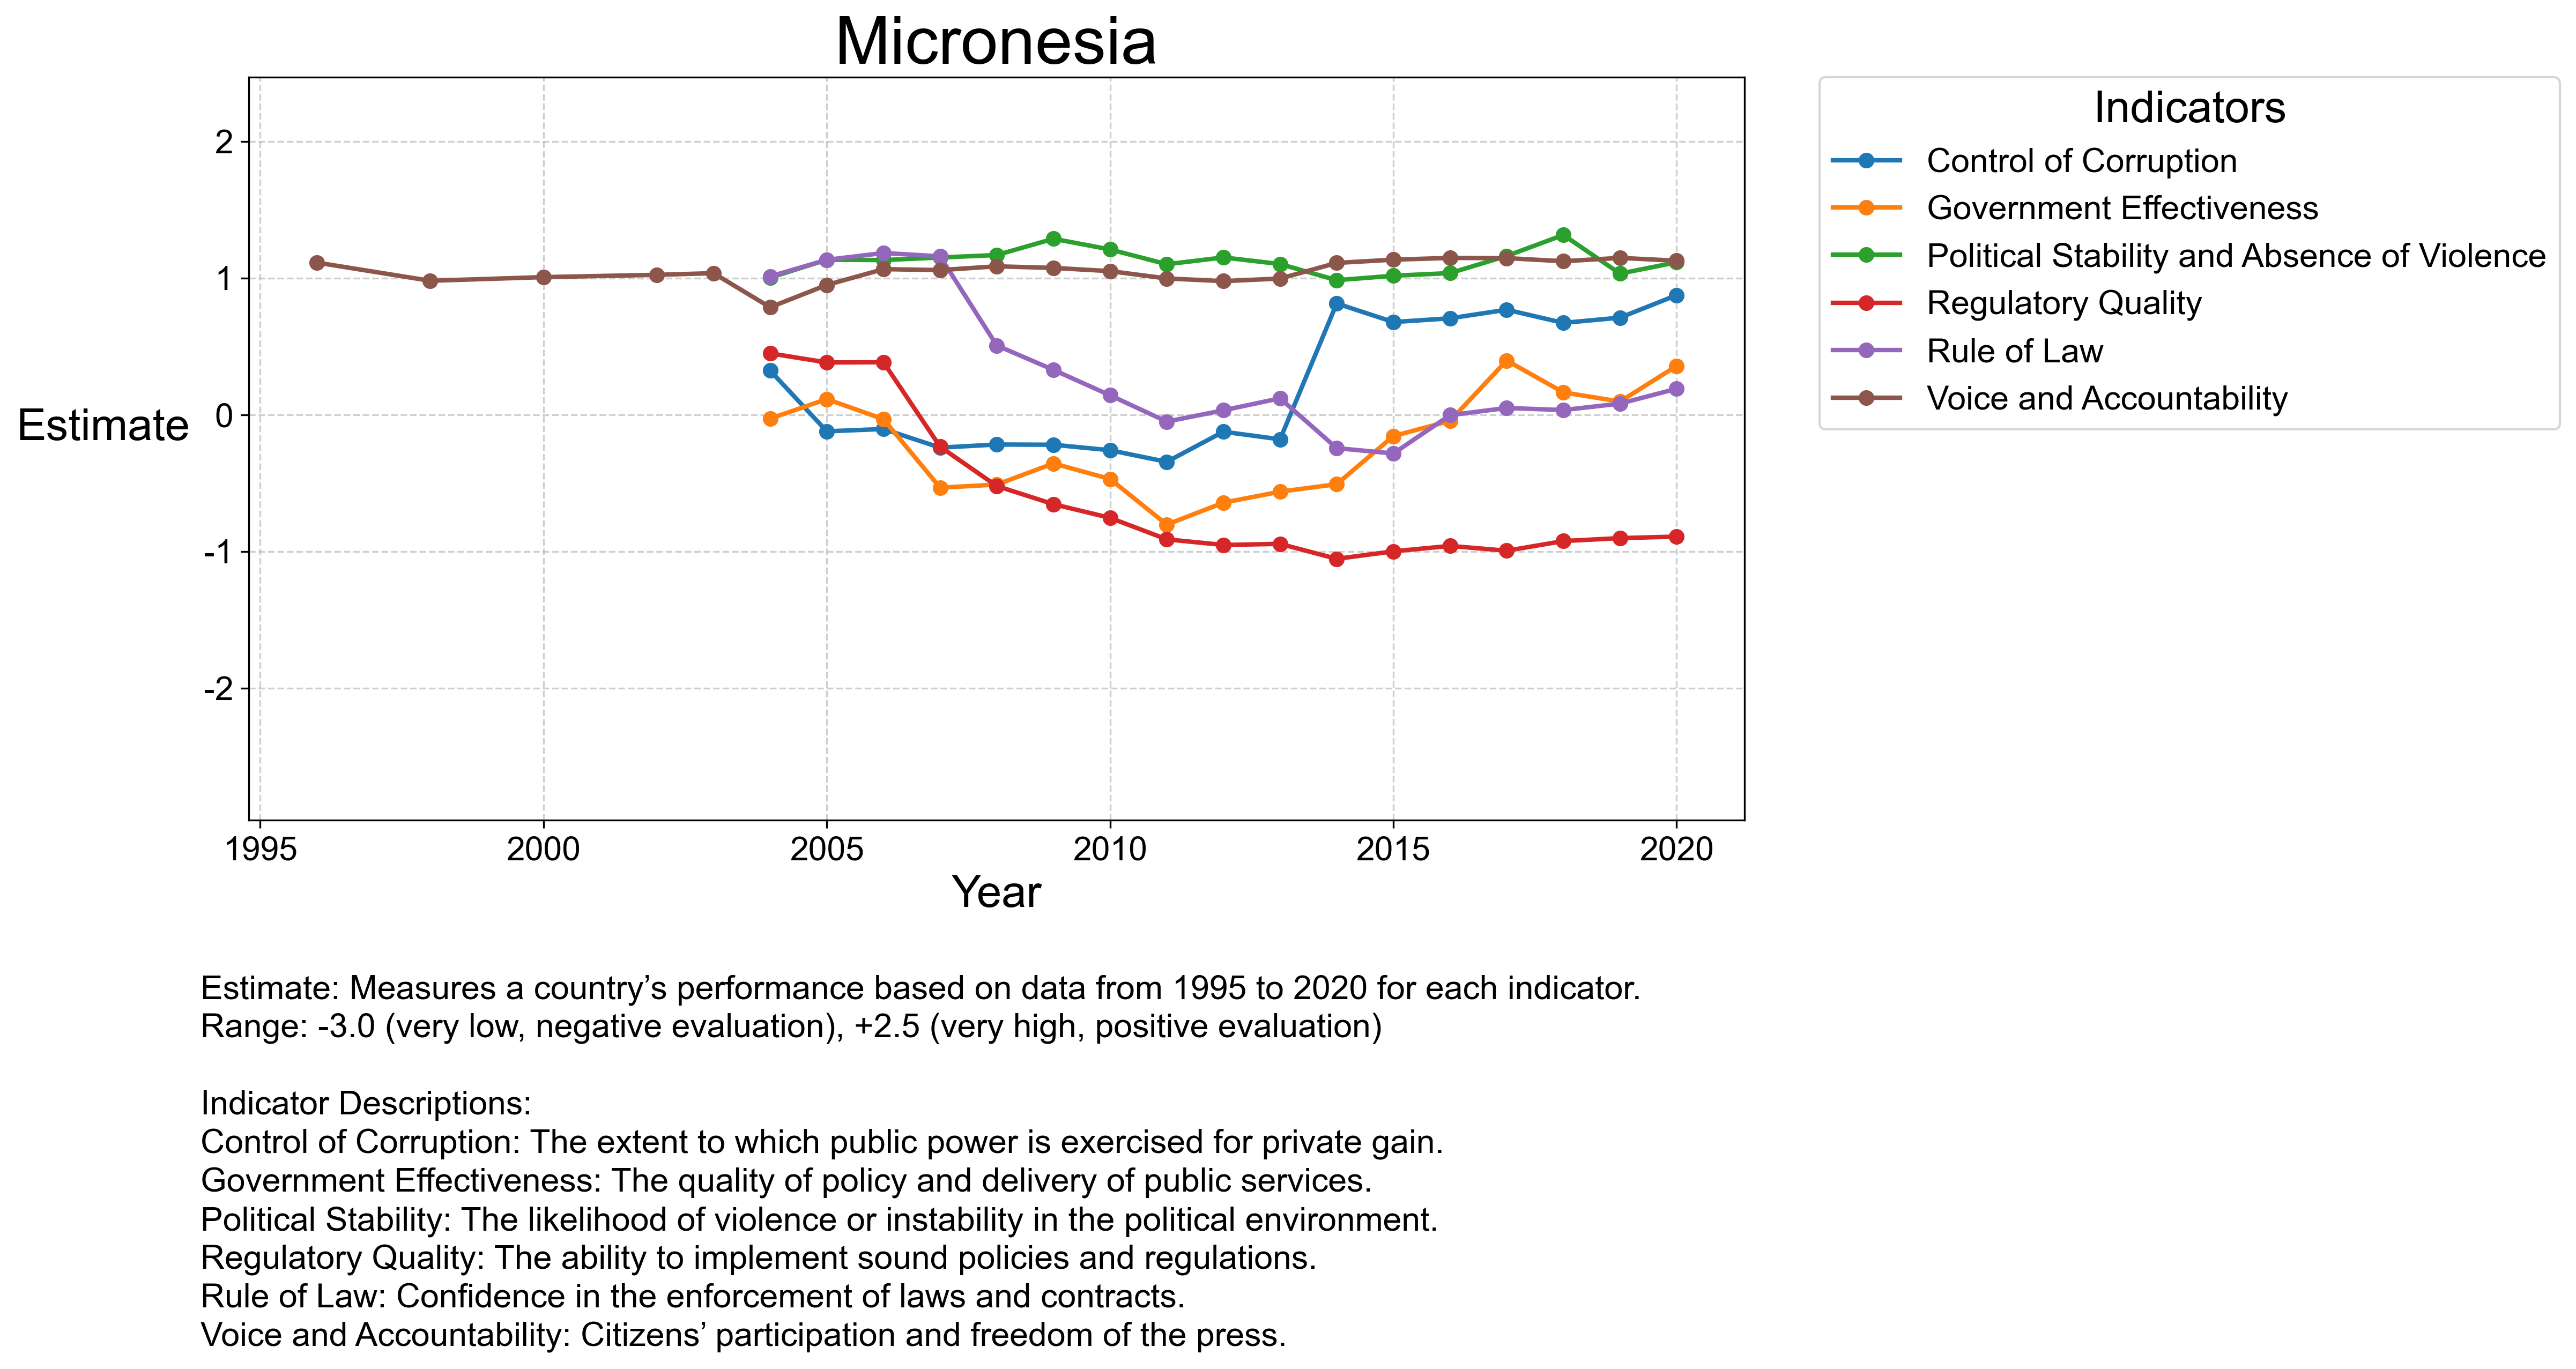 Micronesia
Estimate
2
1
0
-1
-2
1995
2000
2005
2010
2015
2020
Year
Indicators
Control of Corruption
Government Effectiveness
Political Stability and Absence of Violence
Regulatory Quality
Rule of Law
Voice and Accountability
Estimate: Measures a country’s performance based on data from 1995 to 2020 for each indicator.
Range: -3.0 (very low, negative evaluation), +2.5 (very high, positive evaluation)
Indicator Descriptions:
Control of Corruption: The extent to which public power is exercised for private gain.
Government Effectiveness: The quality of policy and delivery of public services.
Political Stability: The likelihood of violence or instability in the political environment.
Regulatory Quality: The ability to implement sound policies and regulations.
Rule of Law: Confidence in the enforcement of laws and contracts.
Voice and Accountability: Citizens’ participation and freedom of the press.